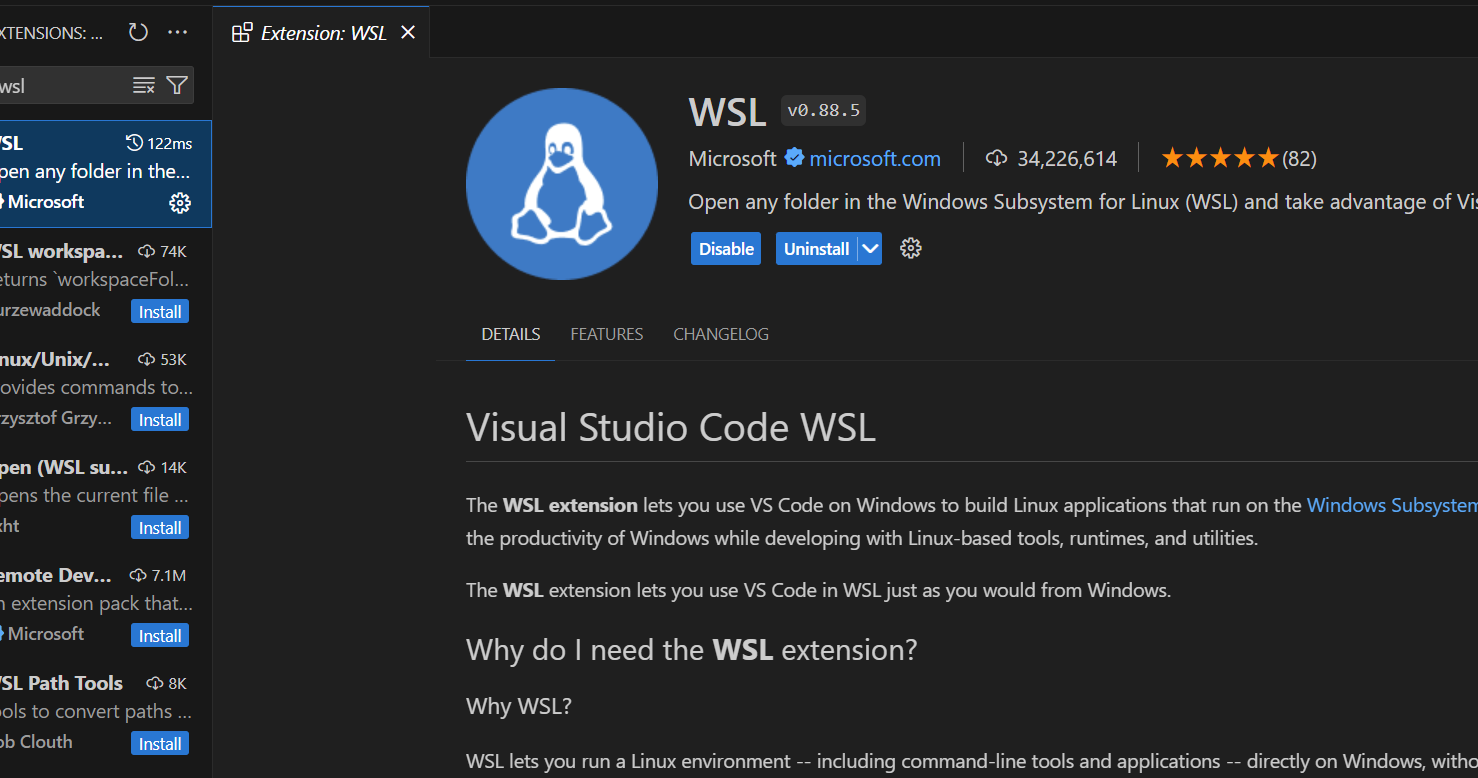 XTENSIONS: ...
Extension: WSL
wsl
WSL
122ms
pen any folder in the...
Microsoft
WSL workspa...
74K
eturns `workspaceFol...
urzewaddock
Install
nux/Unix/...
53K
ovides commands to...
zysztof Grzy...
Install
pen (WSL su...
14K
pens the current file ...
xht
Install
emote Dev...
7.1M
n extension pack that...
Microsoft
Install
WSL Path Tools
8K
ools to convert paths ...
ob Clouth
Install
WSL
v0.88.5
Microsoft microsoft.com 34,226,614 (82)
Open any folder in the Windows Subsystem for Linux (WSL) and take advantage of Vis
Disable Uninstall
DETAILS FEATURES CHANGELOG
Visual Studio Code WSL
The WSL extension lets you use VS Code on Windows to build Linux applications that run on the Windows Subsystem
the productivity of Windows while developing with Linux-based tools, runtimes, and utilities.
The WSL extension lets you use VS Code in WSL just as you would from Windows.
Why do I need the WSL extension?
Why WSL?
WSL lets you run a Linux environment -- including command-line tools and applications -- directly on Windows, witho